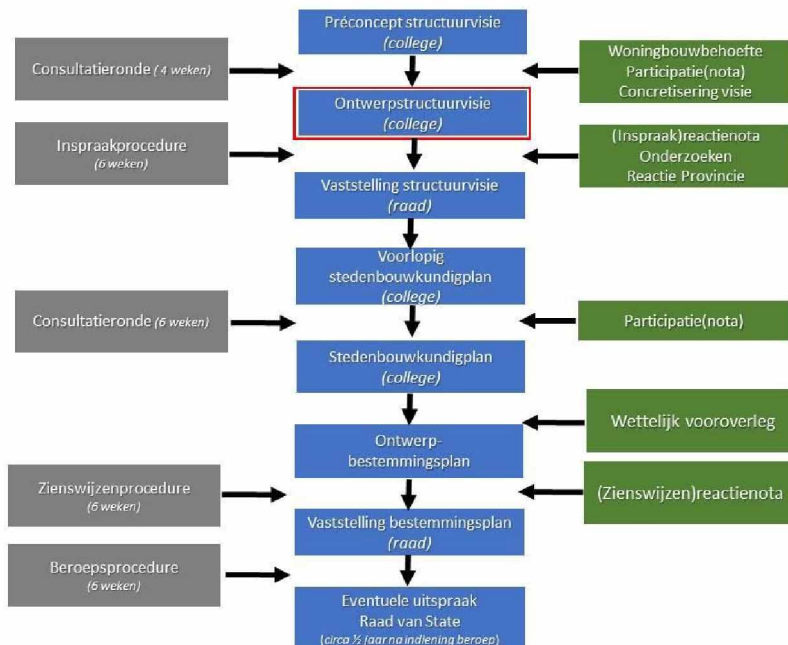 Préconcept structuurvisie
(college)
Consultatieronde (4 weken)
Woningbouwbehoefte
Participatie(nota)
Concretisering visie
Ontwerpstructuurvisie
(college)
Inspraakprocedure
(6 weken)
(Inspraak)reactienota
Onderzoeken
Reactie Provincie
Vaststelling structuurvisie
(raad)
Voorlopig
stedenbouwkundigplan
(college)
Consultatieronde (6 weken)
Participatie(nota)
Stedenbouwkundigplan
(college)
Wettelijk vooroverleg
Ontwerp-
bestemmingsplan
Zienswijzenprocedure
(6 weken)
(Zienswijzen)reactienota
Vaststelling bestemmingsplan
(raad)
Beroepsprocedure
(6 weken)
Eventuele uitspraak
Raad van State
(circa ½ jaar na indiening beroep)